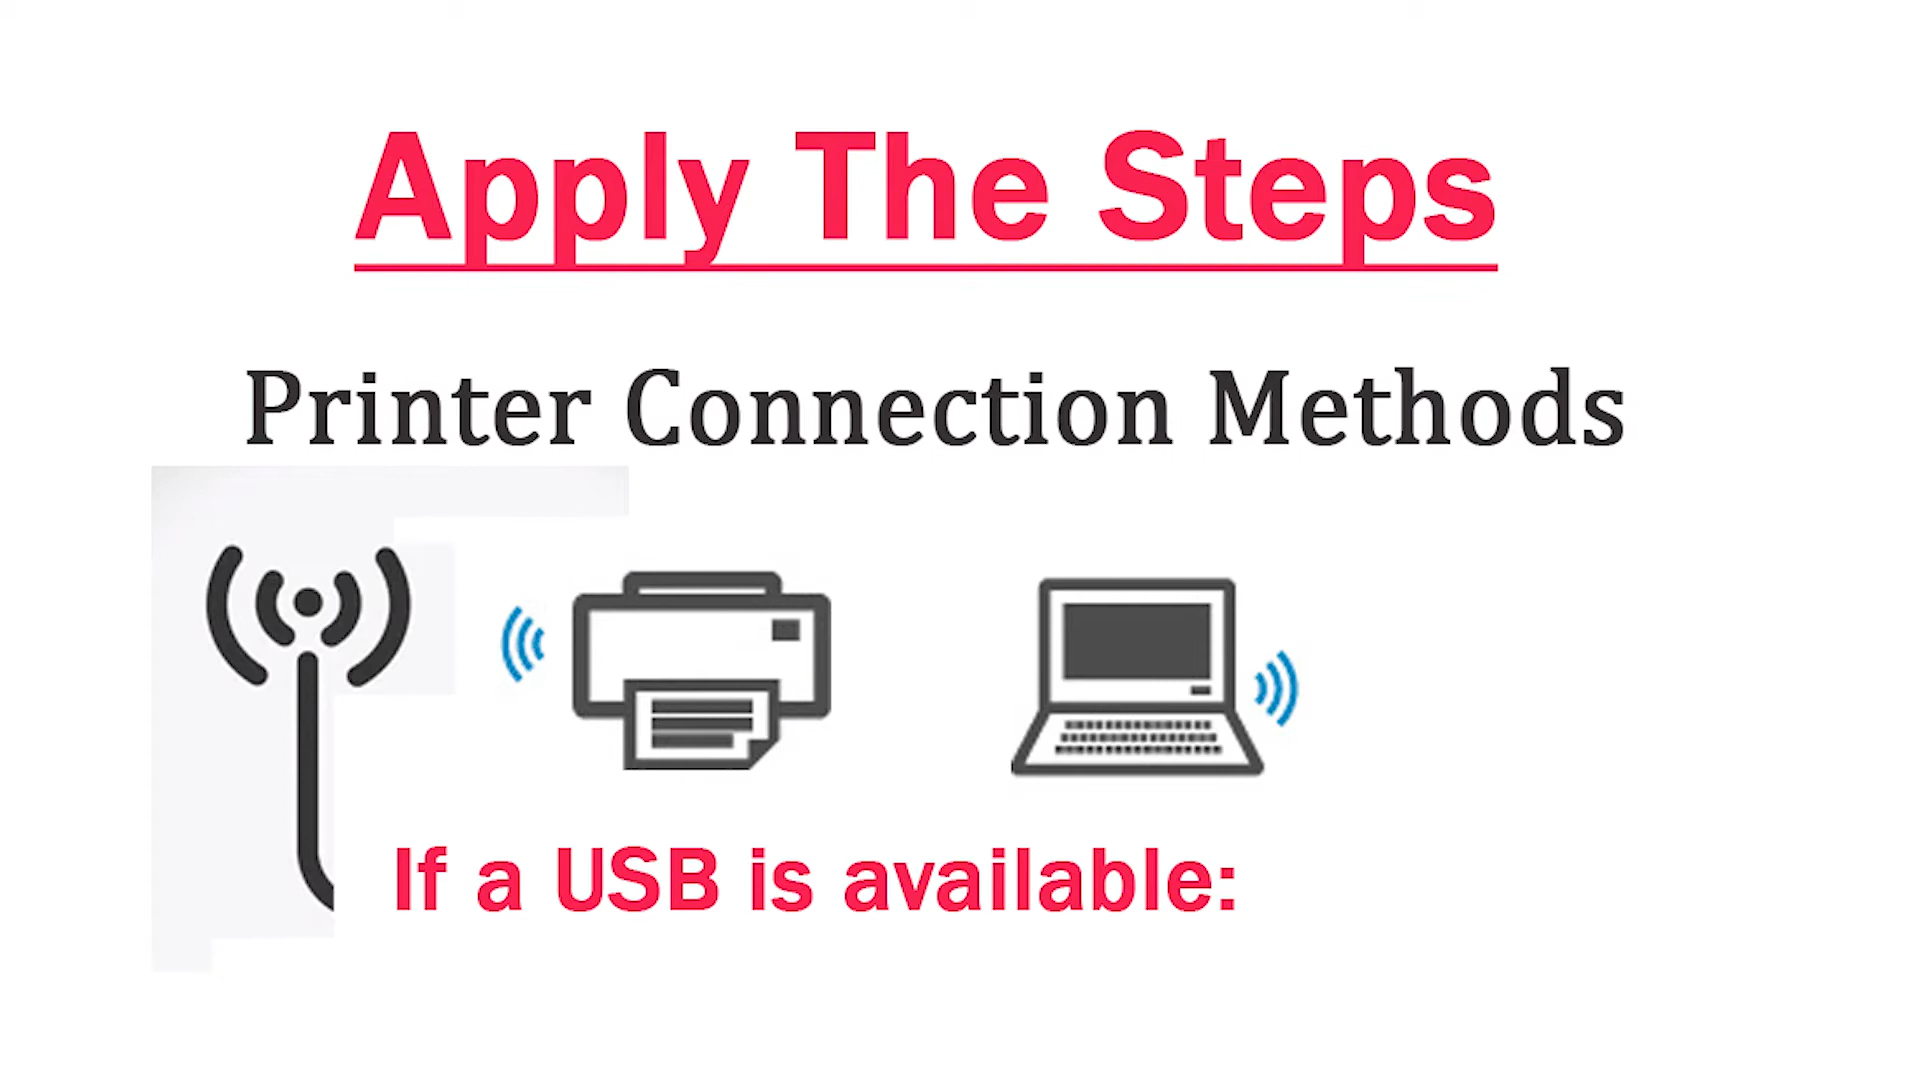 Apply The Steps
Printer Connection Methods
If a USB is available: